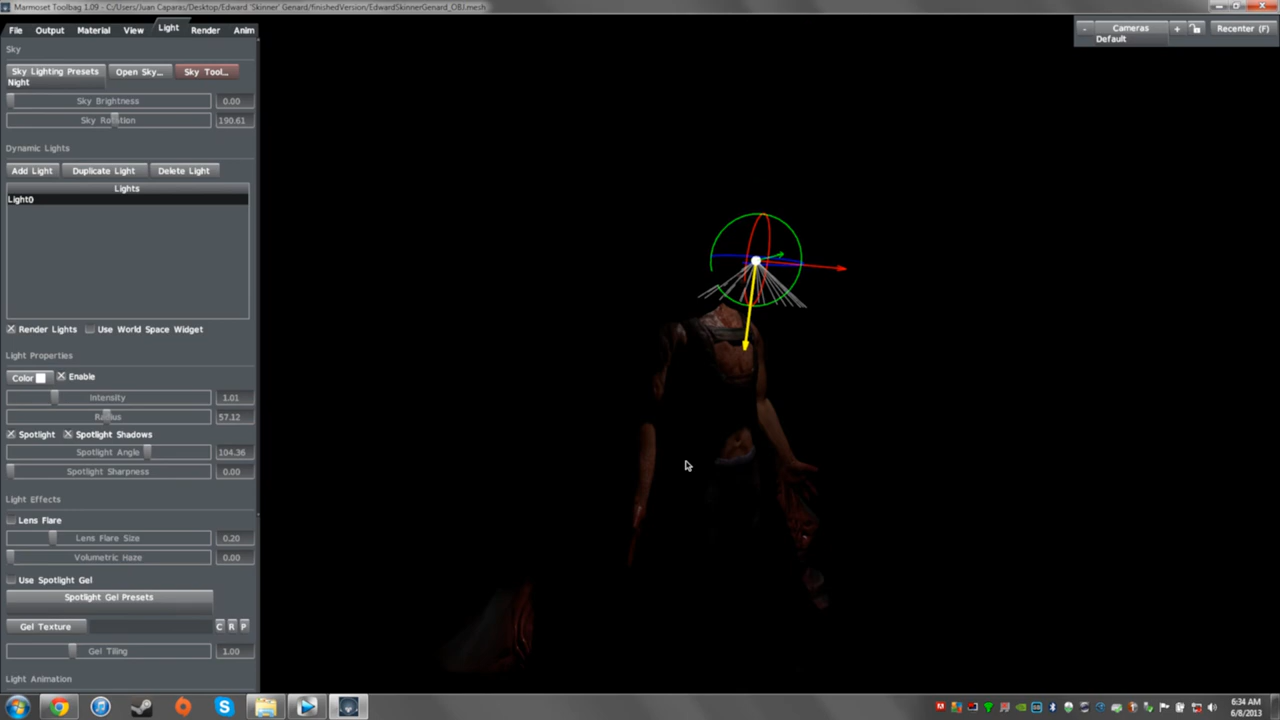 Marmoset Toolbag 1.09 - C:/Users/Juan Caparas/Desktop/Edward 'Skinner' Genard/finishedVersion/EdwardSkinnerGenard_OBJ.mesh
File Output Material View Light Render Anim
- Cameras +
Default
Recenter (F)
Sky
Sky Lighting Presets Open Sky... Sky Tool...
Night
Sky Brightness 0.00
Sky Rotation 190.61
Dynamic Lights
Add Light Duplicate Light Delete Light
Lights
Light0
Render Lights Use World Space Widget
Light Properties
Color Enable
Intensity 1.01
Radius 57.12
Spotlight Spotlight Shadows
Spotlight Angle 104.36
Spotlight Sharpness 0.00
Light Effects
Lens Flare
Lens Flare Size 0.20
Volumetric Haze 0.00
Use Spotlight Gel
Spotlight Gel Presets
Gel Texture C R P
Gel Tiling 1.00
Light Animation
6:34 AM
6/8/2013